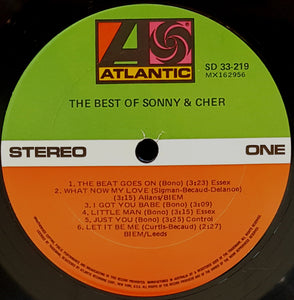 ATLANTIC
SD 33-219
MX162956
THE BEST OF SONNY & CHER
STEREO
ONE
1. THE BEAT GOES ON (Bono) (3:23) Essex
2. WHAT NOW MY LOVE (Sigman-Becaud-Delanoe)
(3:15) Allan/BIEM
3. I GOT YOU BABE (Bono) (3:09)
4. LITTLE MAN (Bono) (3:15) Essex
5. JUST YOU (Bono) (3:25) Control
6. LET IT BE ME (Curtis-Becaud) (2:27)
BIEM/Leeds